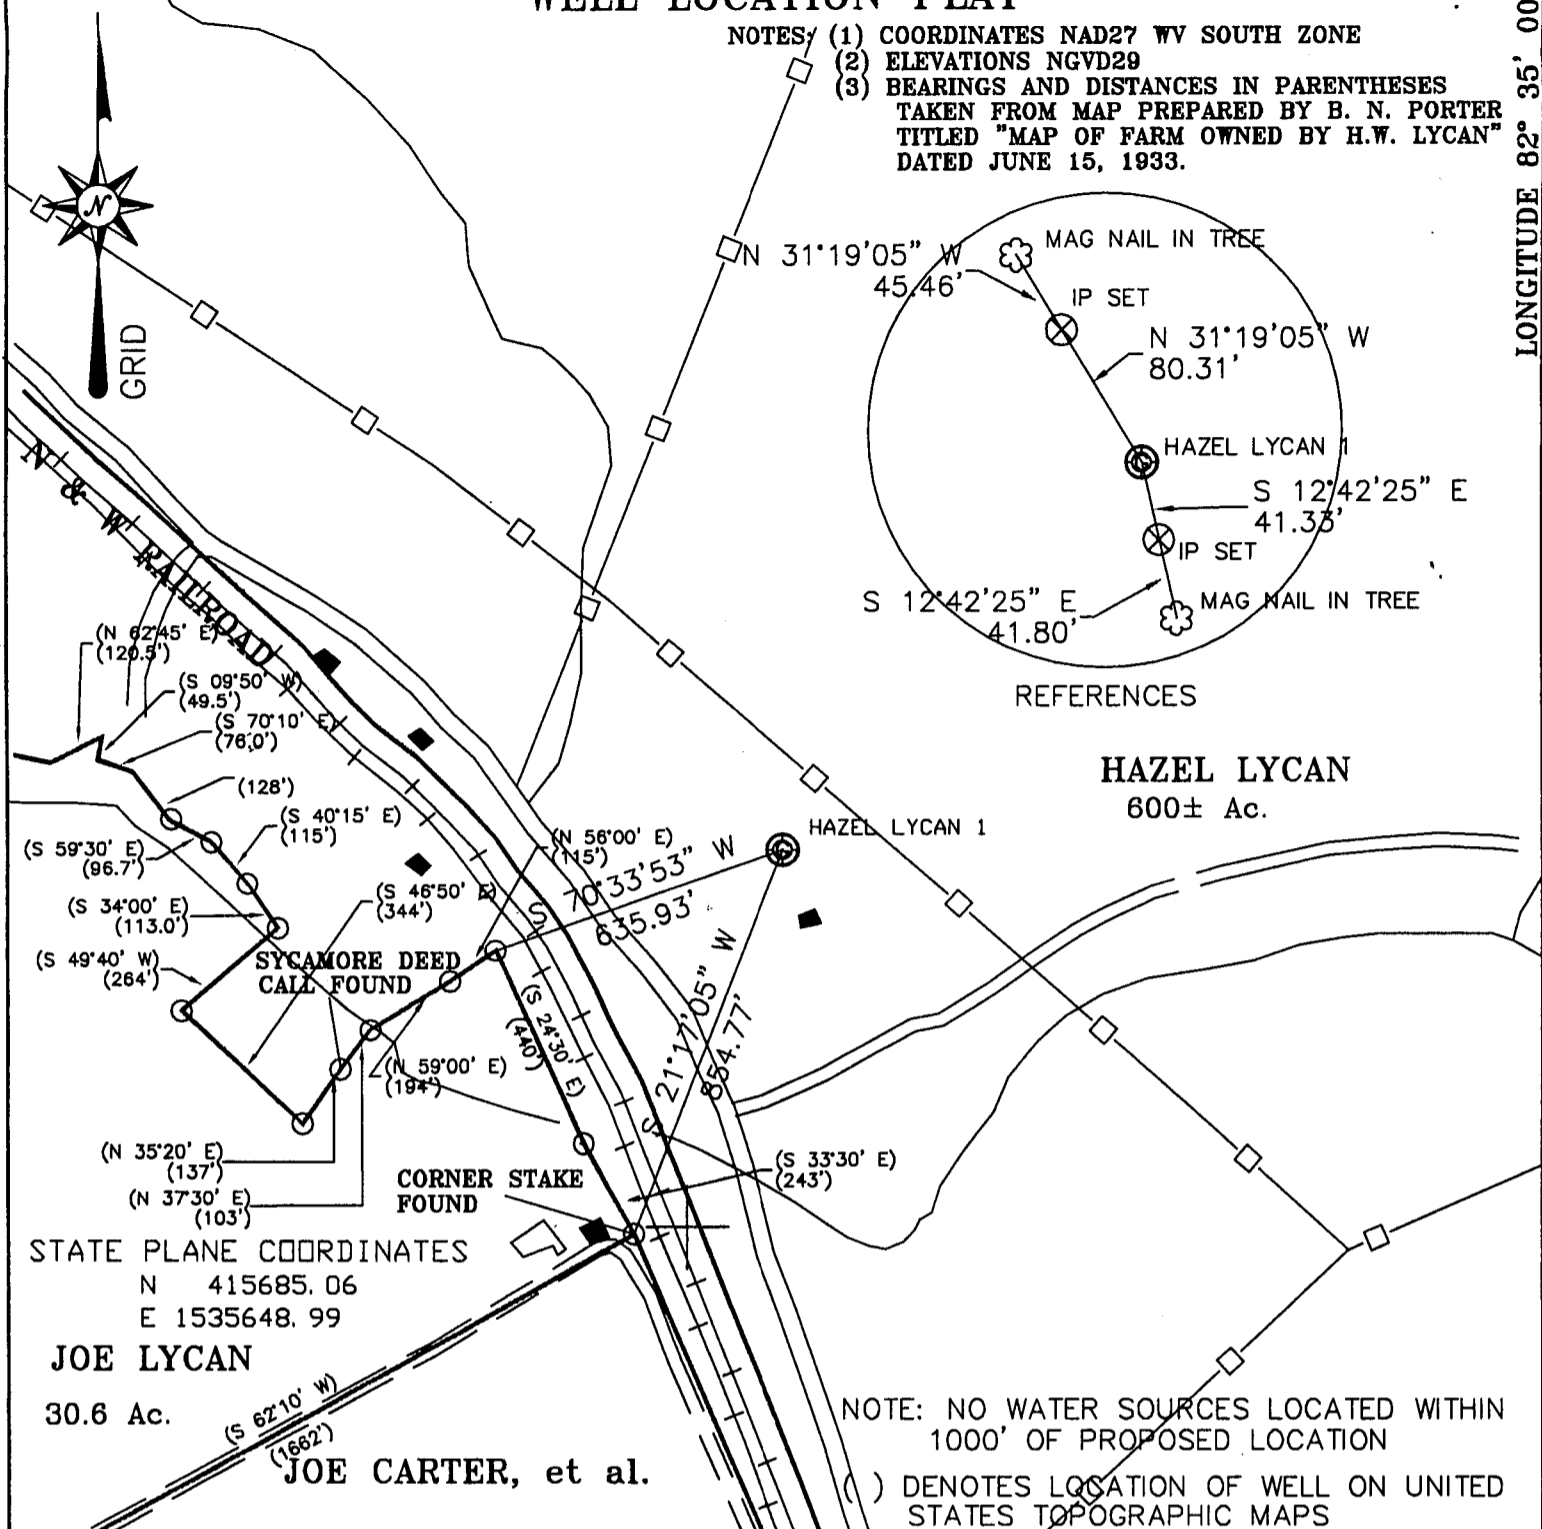 WELL LOCATION PLAT
NOTES: (1) COORDINATES NAD27 WV SOUTH ZONE
(2) ELEVATIONS NGVD29
(3) BEARINGS AND DISTANCES IN PARENTHESES
TAKEN FROM MAP PREPARED BY B. N. PORTER
TITLED "MAP OF FARM OWNED BY H.W. LYCAN"
DATED JUNE 15, 1933.
LONGITUDE 82° 35' 00
N
GRID
MAG NAIL IN TREE
N 31°19'05" W
45.46'
IP SET
N 31°19'05" W
80.31'
HAZEL LYCAN 1
S 12°42'25" E
41.33'
IP SET
S 12°42'25" E
41.80'
MAG NAIL IN TREE
REFERENCES
N & W RAILROAD
(N 62°45' E)
(120.5')
(S 09°50' W)
(49.5')
(S 70°10' E)
(76.0')
(128')
(S 40°15' E)
(115')
(S 59°30' E)
(96.7')
(S 34°00' E)
(113.0')
(S 46°50' E)
(344')
(S 49°40' W)
(264')
SYCAMORE DEED
CALL FOUND
(N 56°00' E)
(115')
HAZEL LYCAN
600± Ac.
HAZEL LYCAN 1
S 70°33'53" W
635.93'
S 21°17'05" W
854.77'
(S 24°30' E)
(440')
(N 59°00' E)
(194')
(N 35°20' E)
(137')
(N 37°30' E)
(103')
CORNER STAKE
FOUND
(S 33°30' E)
(243')
STATE PLANE COORDINATES
N 415685.06
E 1535648.99
JOE LYCAN
30.6 Ac.
(S 62°10' W)
(1662')
JOE CARTER, et al.
NOTE: NO WATER SOURCES LOCATED WITHIN
1000' OF PROPOSED LOCATION
( ) DENOTES LOCATION OF WELL ON UNITED
STATES TOPOGRAPHIC MAPS